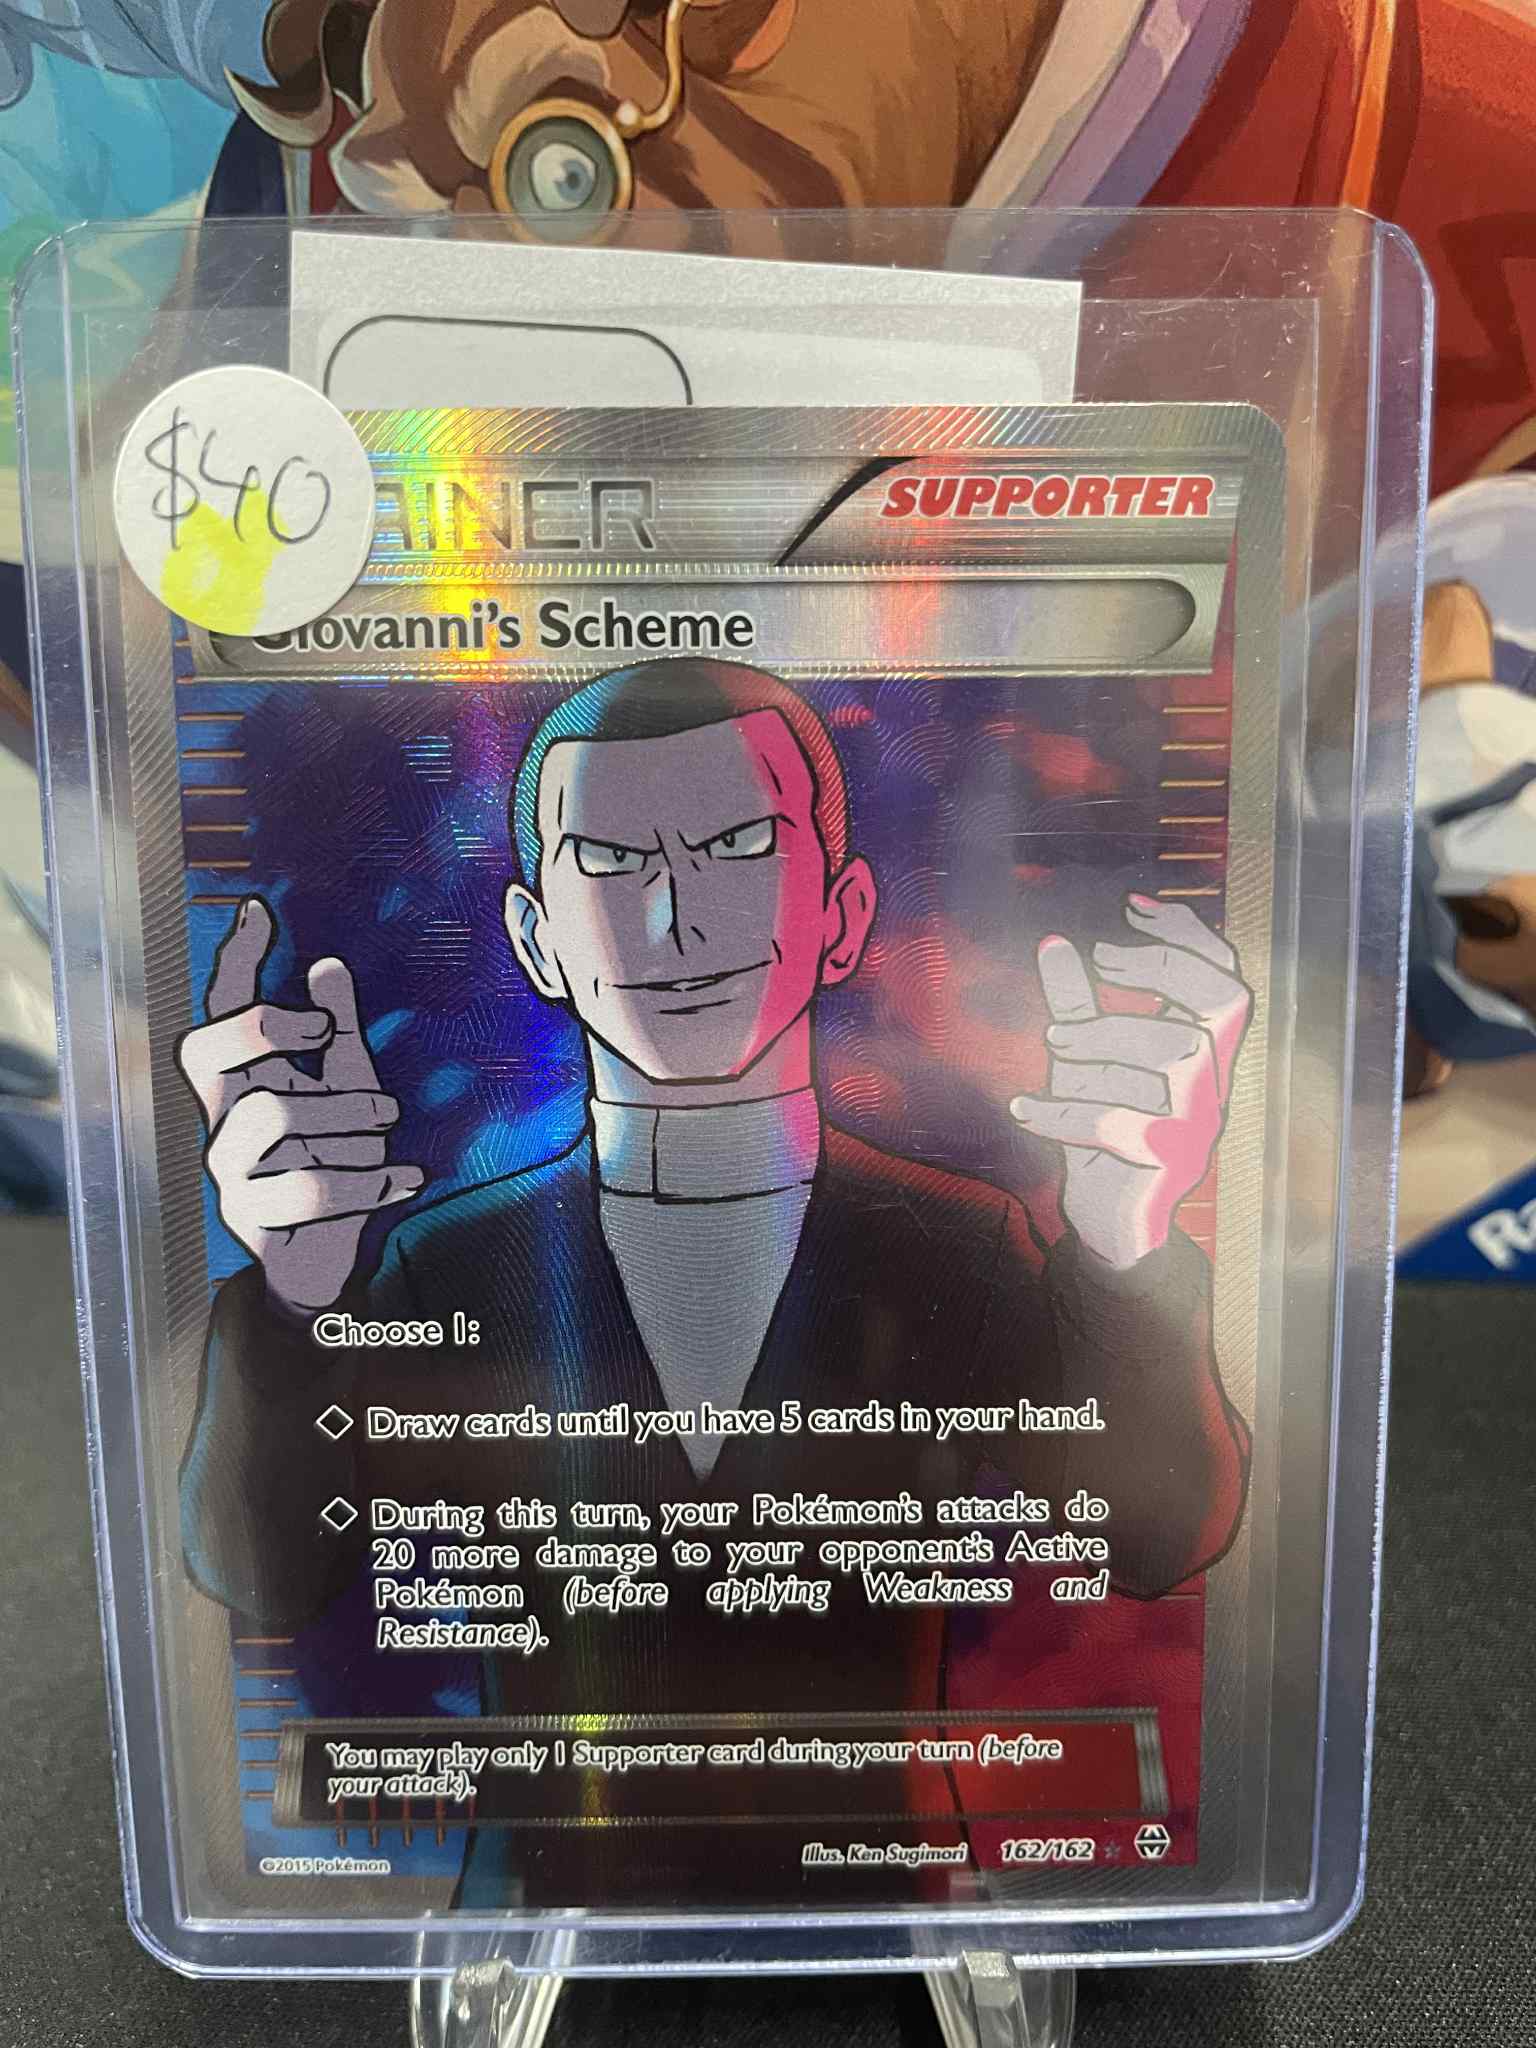 $40
AINER
SUPPORTER
Giovanni's Scheme
Choose 1:
◇ Draw cards until you have 5 cards in your hand.
◇ During this turn, your Pokémon's attacks do
20 more damage to your opponent's Active
Pokémon (before applying Weakness and
Resistance).
You may play only 1 Supporter card during your turn (before
your attack).
©2015 Pokémon
Illus. Ken Sugimori
162/162